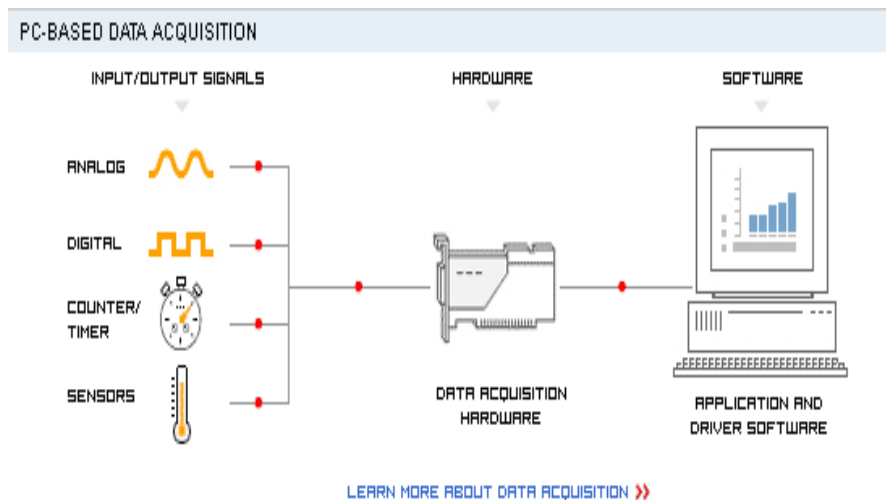 PC-BASED DATA ACQUISITION
INPUT/OUTPUT SIGNALS
HARDWARE
SOFTWARE
ANALOG
DIGITAL
COUNTER/
TIMER
SENSORS
DATA ACQUISITION
HARDWARE
APPLICATION AND
DRIVER SOFTWARE
LEARN MORE ABOUT DATA ACQUISITION »